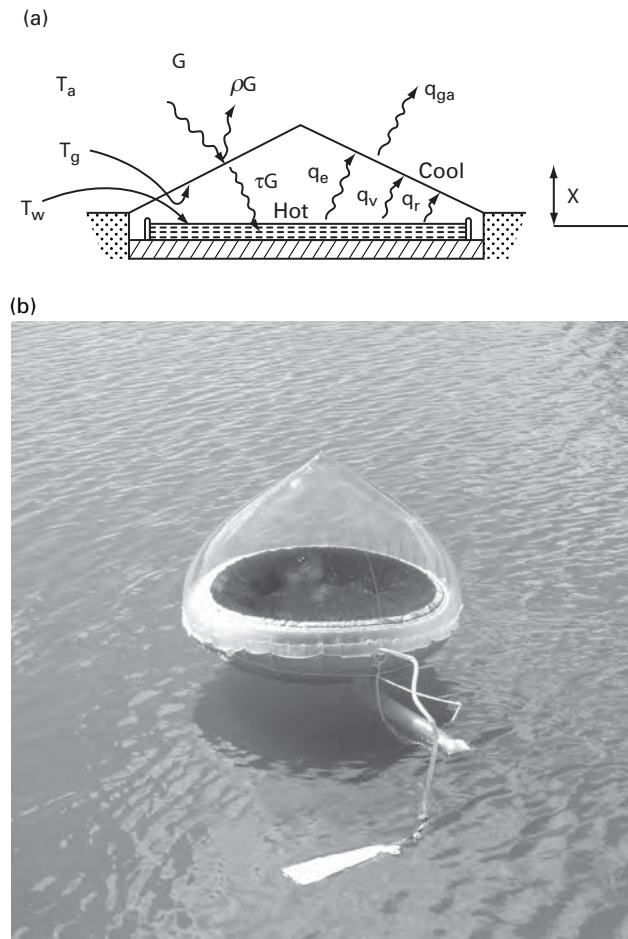 (a)
G
T_a
ρG
q_ga
T_g
τG
q_e
Cool
q_v
q_r
X
T_w
Hot
(b)